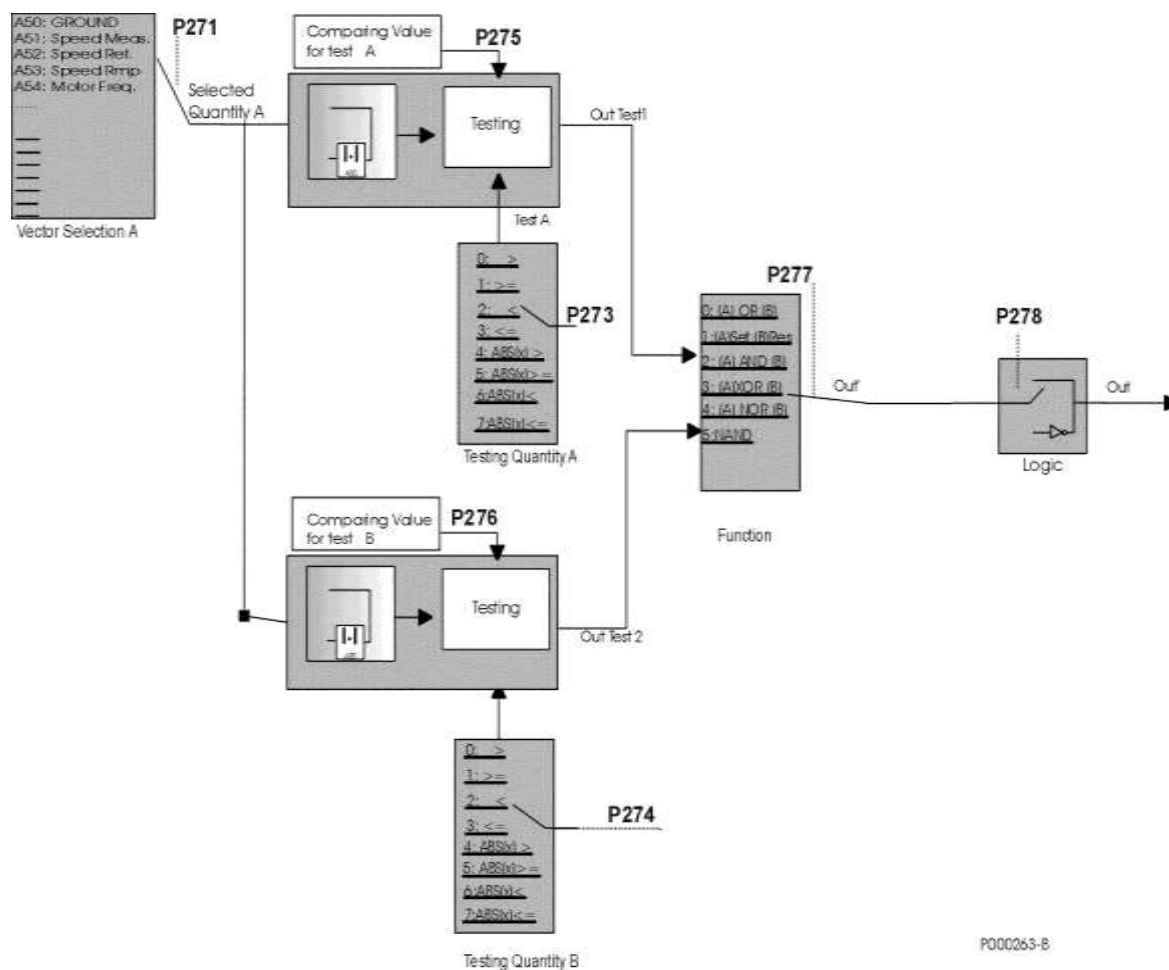 A50: GROUND
A51: Speed Meas.
A52: Speed Ref.
A53: Speed Rmp.
A54: Motor Freq.
......
Vector Selection A
P271
Selected
Quantity A
Comparing Value
for test A
P275
Testing
ABS
Out Test1
Test A
0: >
1: >=
2: <
3: <=
4: ABS(x) >
5: ABS(x)>=
6:ABS(x)<
7:ABS(x)<=
P273
Testing Quantity A
P277
0: (A) OR (B)
1:(A)Set (B)Res
2: (A) AND (B)
3: (A)XOR (B)
4: (A) NOR (B)
5:NAND
Function
Out
P278
Logic
Out
Comparing Value
for test B
P276
Testing
Out Test 2
0: >
1: >=
2: <
3: <=
4: ABS(x) >
5: ABS(x)>=
6:ABS(x)<
7:ABS(x)<=
P274
Testing Quantity B
P000263-B